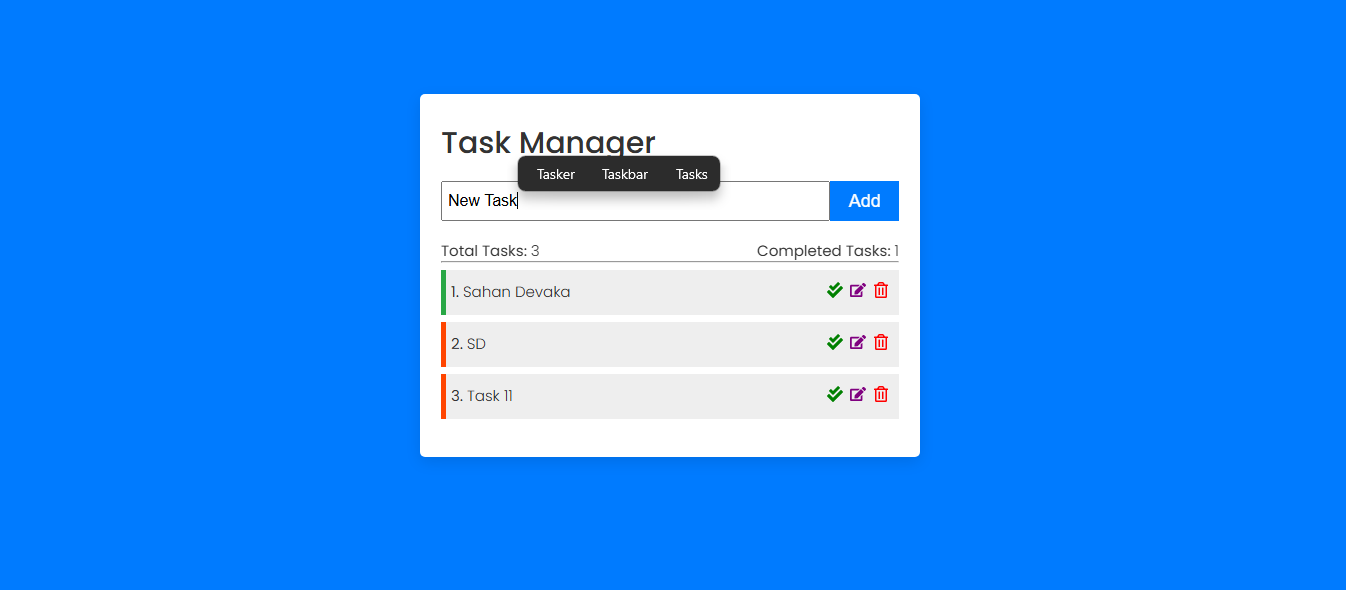 Task Manager
Tasker Taskbar Tasks
New Task
Add
Total Tasks: 3
Completed Tasks: 1
1. Sahan Devaka
2. SD
3. Task 11